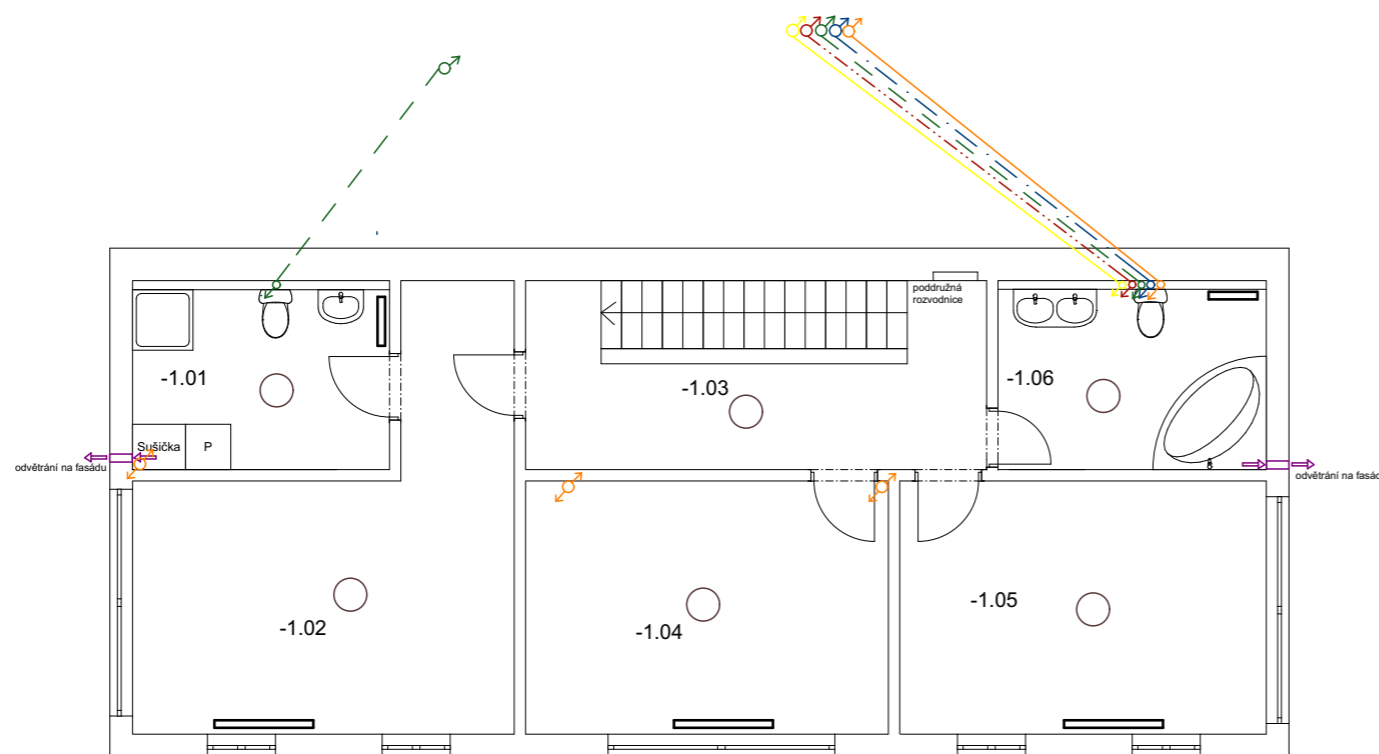 poddružná
rozvodnice
-1.01
-1.03
-1.06
Sušička
P
odvětrání na fasádu
odvětrání na fasád
-1.02
-1.04
-1.05